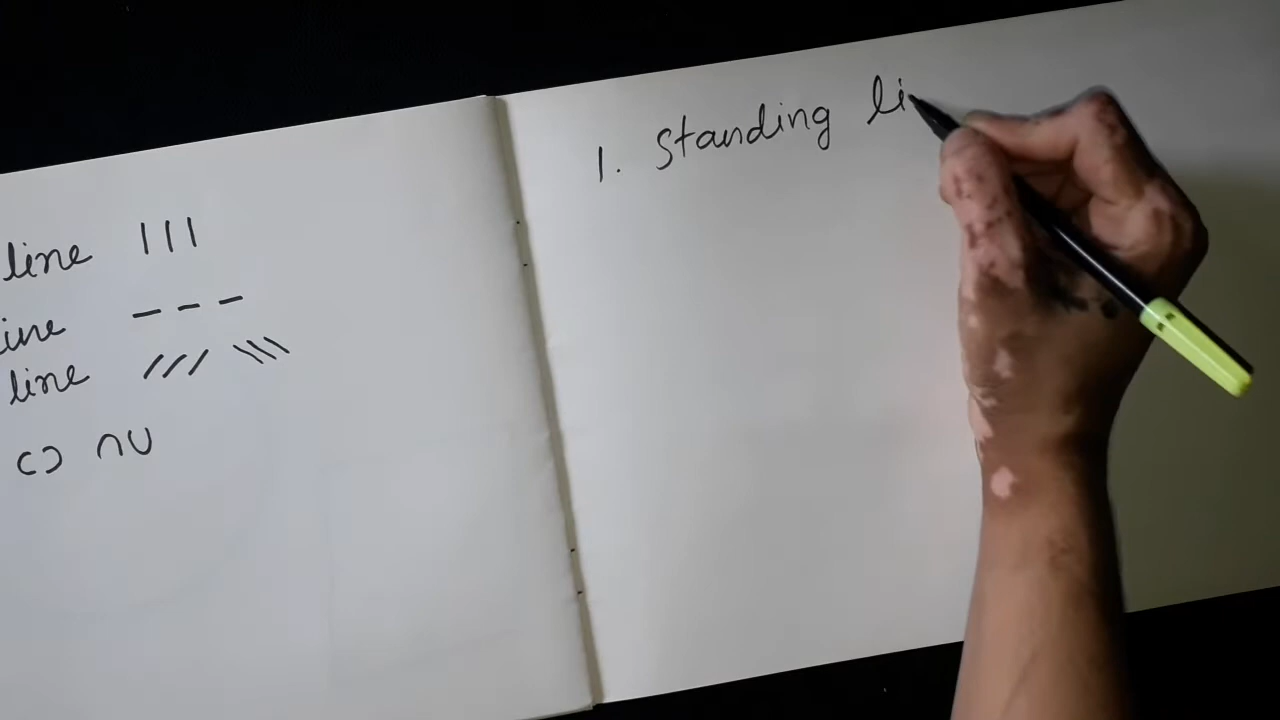 line |||
line — — —
line /// \\\
⊂⊃ ∩∪
1. Standing li